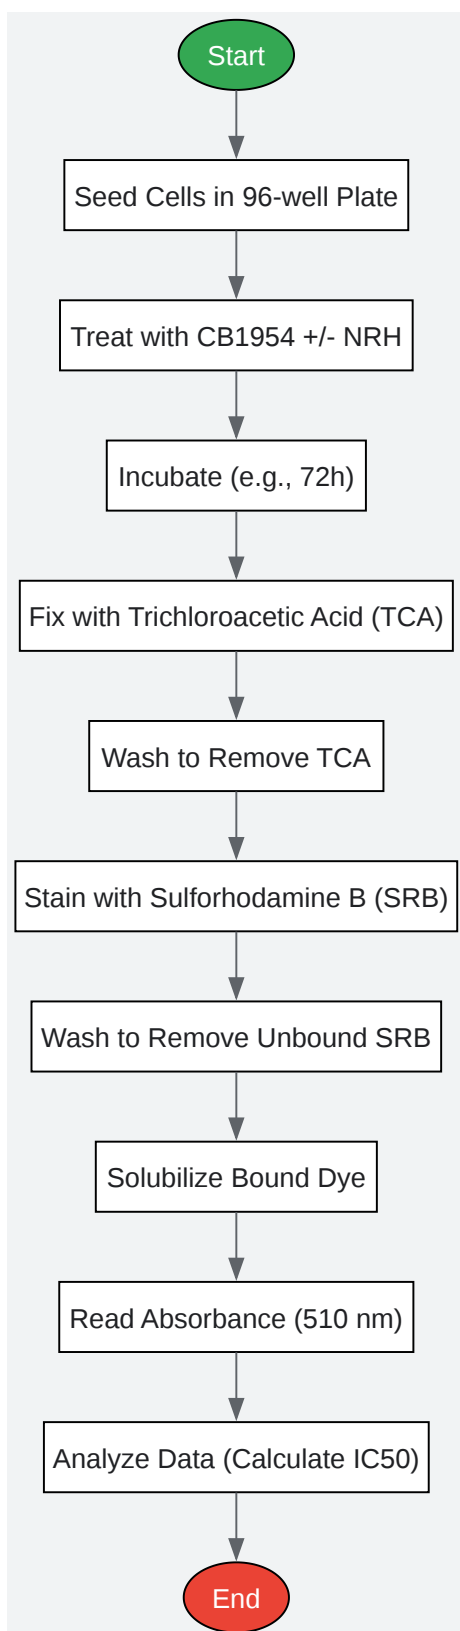 Start
Seed Cells in 96-well Plate
Treat with CB1954 +/- NRH
Incubate (e.g., 72h)
Fix with Trichloroacetic Acid (TCA)
Wash to Remove TCA
Stain with Sulforhodamine B (SRB)
Wash to Remove Unbound SRB
Solubilize Bound Dye
Read Absorbance (510 nm)
Analyze Data (Calculate IC50)
End